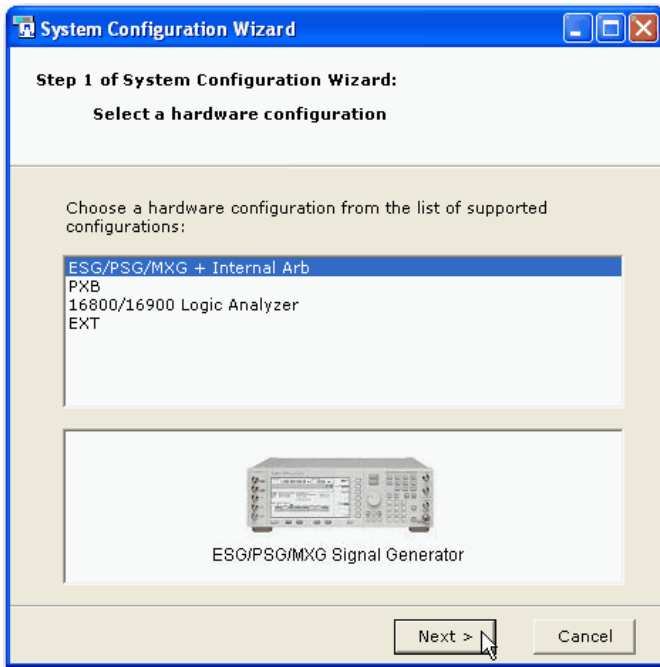 System Configuration Wizard
Step 1 of System Configuration Wizard:
Select a hardware configuration
Choose a hardware configuration from the list of supported
configurations:
ESG/PSG/MXG + Internal Arb
PXB
16800/16900 Logic Analyzer
EXT
ESG/PSG/MXG Signal Generator
Next >
Cancel